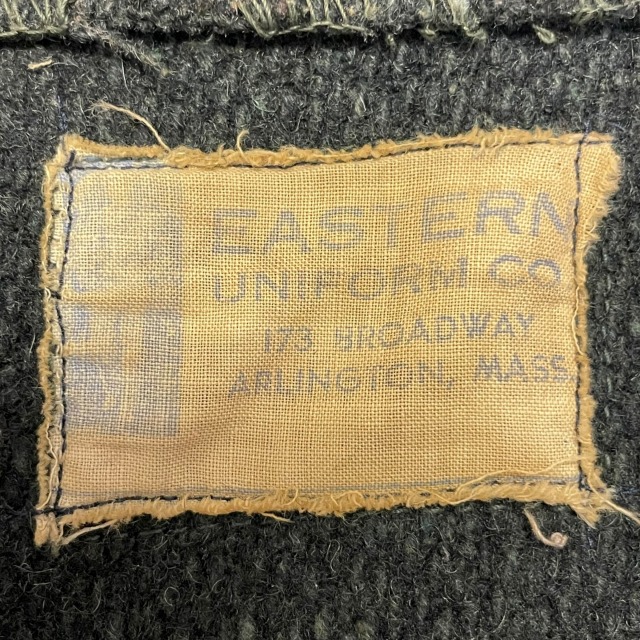 EASTERN
UNIFORM CO
173 BROADWAY
ARLINGTON, MASS.